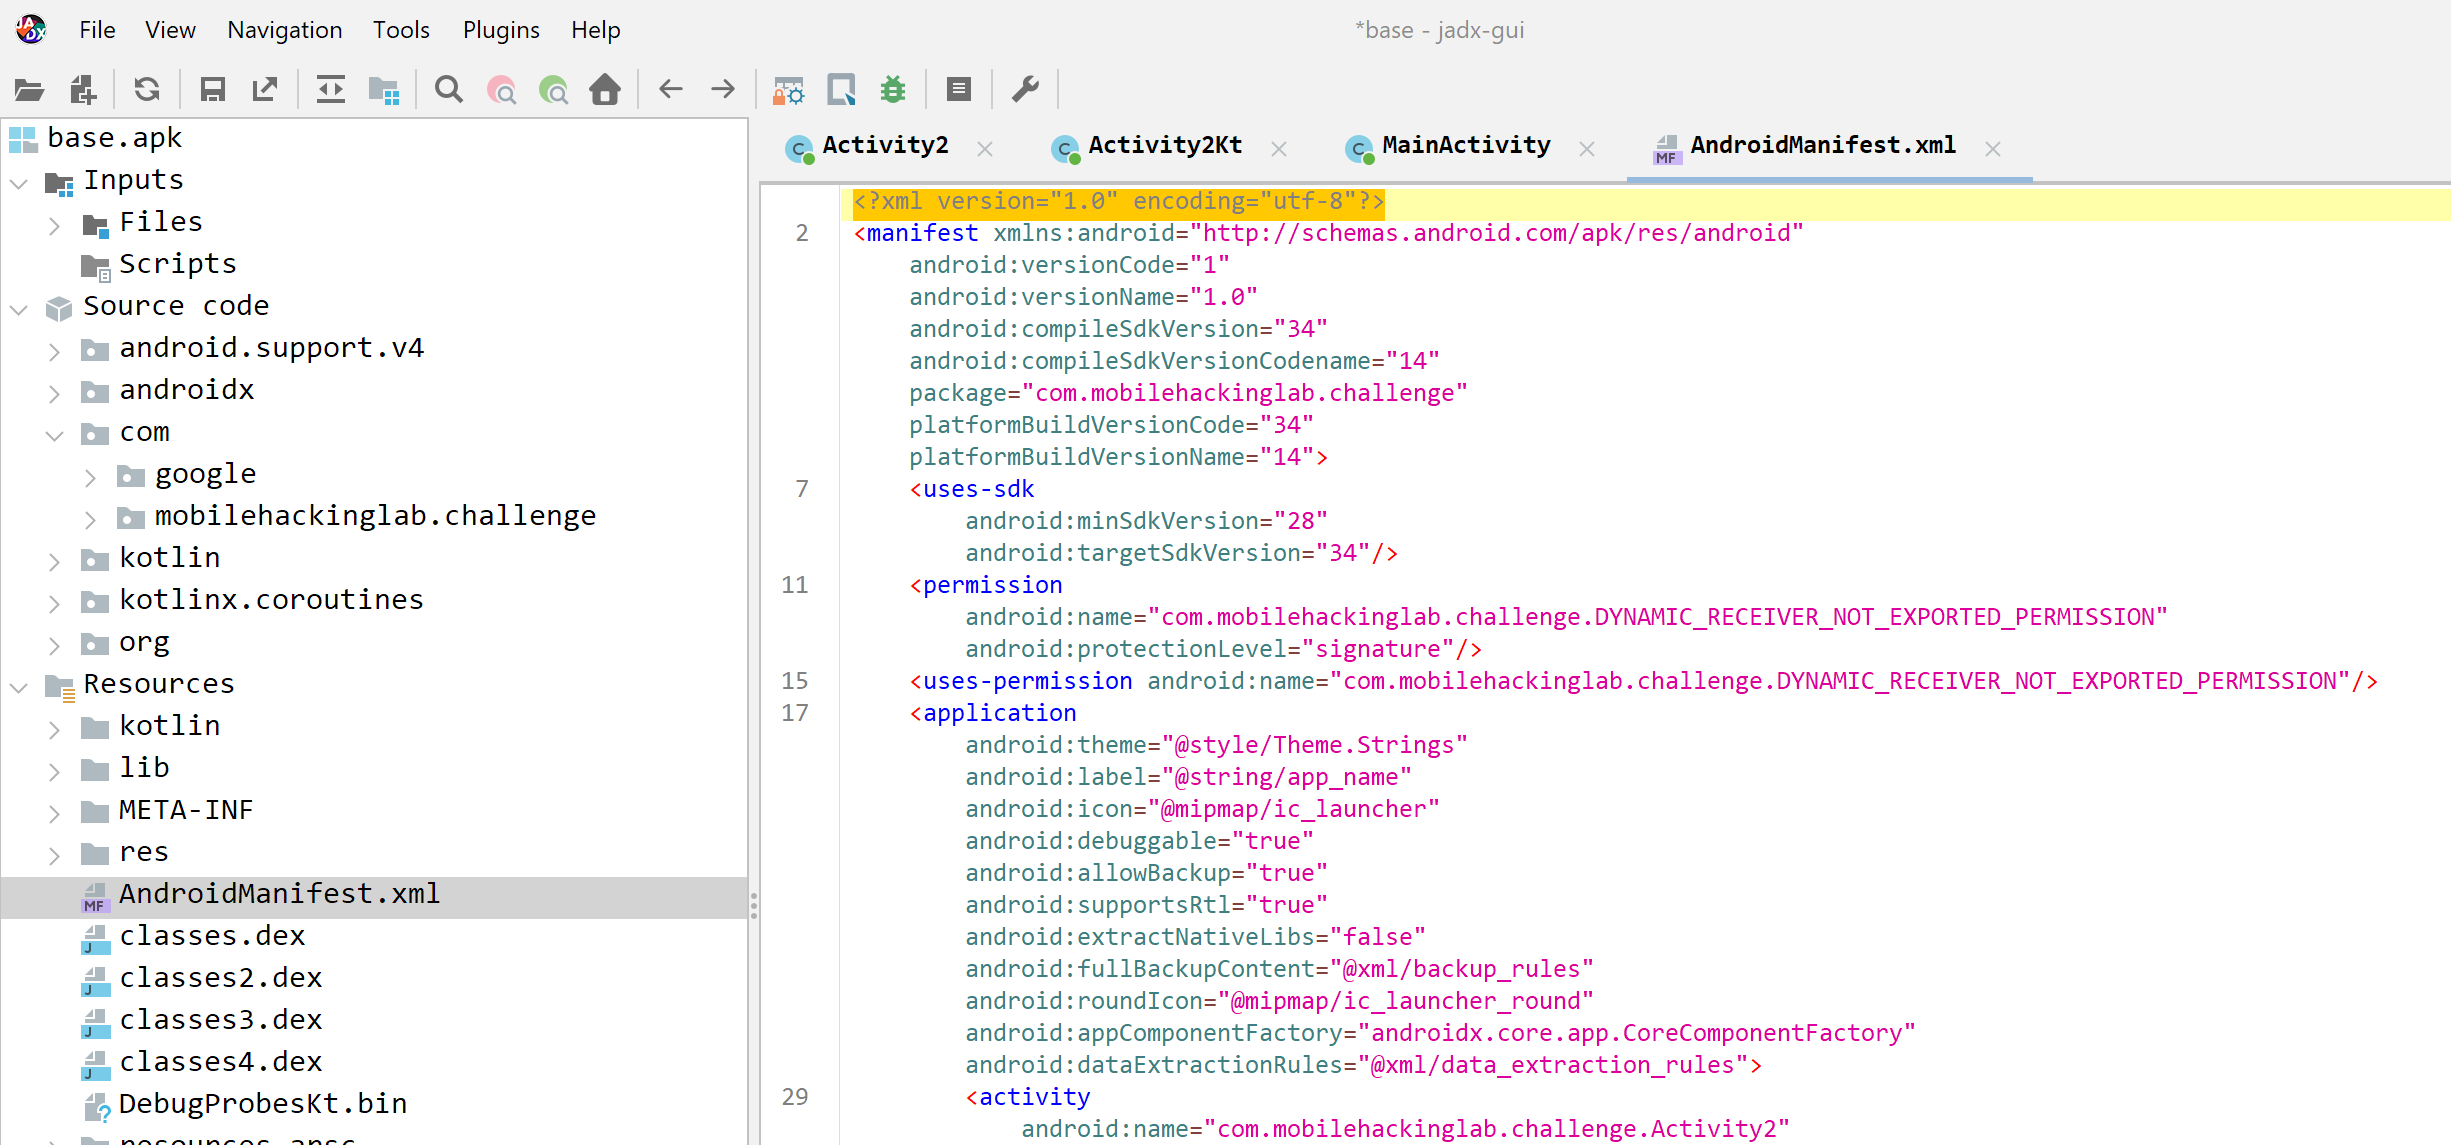 File View Navigation Tools Plugins Help
*base - jadx-gui
base.apk
Inputs
Files
Scripts
Source code
android.support.v4
androidx
com
google
mobilehackinglab.challenge
kotlin
kotlinx.coroutines
org
Resources
kotlin
lib
META-INF
res
MF AndroidManifest.xml
J classes.dex
J classes2.dex
J classes3.dex
J classes4.dex
DebugProbesKt.bin
resources.arsc
C Activity2
C Activity2Kt
C MainActivity
MF AndroidManifest.xml
<?xml version="1.0" encoding="utf-8"?>
2 <manifest xmlns:android="http://schemas.android.com/apk/res/android"
android:versionCode="1"
android:versionName="1.0"
android:compileSdkVersion="34"
android:compileSdkVersionCodename="14"
package="com.mobilehackinglab.challenge"
platformBuildVersionCode="34"
platformBuildVersionName="14">
7 <uses-sdk
android:minSdkVersion="28"
android:targetSdkVersion="34"/>
11 <permission
android:name="com.mobilehackinglab.challenge.DYNAMIC_RECEIVER_NOT_EXPORTED_PERMISSION"
android:protectionLevel="signature"/>
15 <uses-permission android:name="com.mobilehackinglab.challenge.DYNAMIC_RECEIVER_NOT_EXPORTED_PERMISSION"/>
17 <application
android:theme="@style/Theme.Strings"
android:label="@string/app_name"
android:icon="@mipmap/ic_launcher"
android:debuggable="true"
android:allowBackup="true"
android:supportsRtl="true"
android:extractNativeLibs="false"
android:fullBackupContent="@xml/backup_rules"
android:roundIcon="@mipmap/ic_launcher_round"
android:appComponentFactory="androidx.core.app.CoreComponentFactory"
android:dataExtractionRules="@xml/data_extraction_rules">
29 <activity
android:name="com.mobilehackinglab.challenge.Activity2"